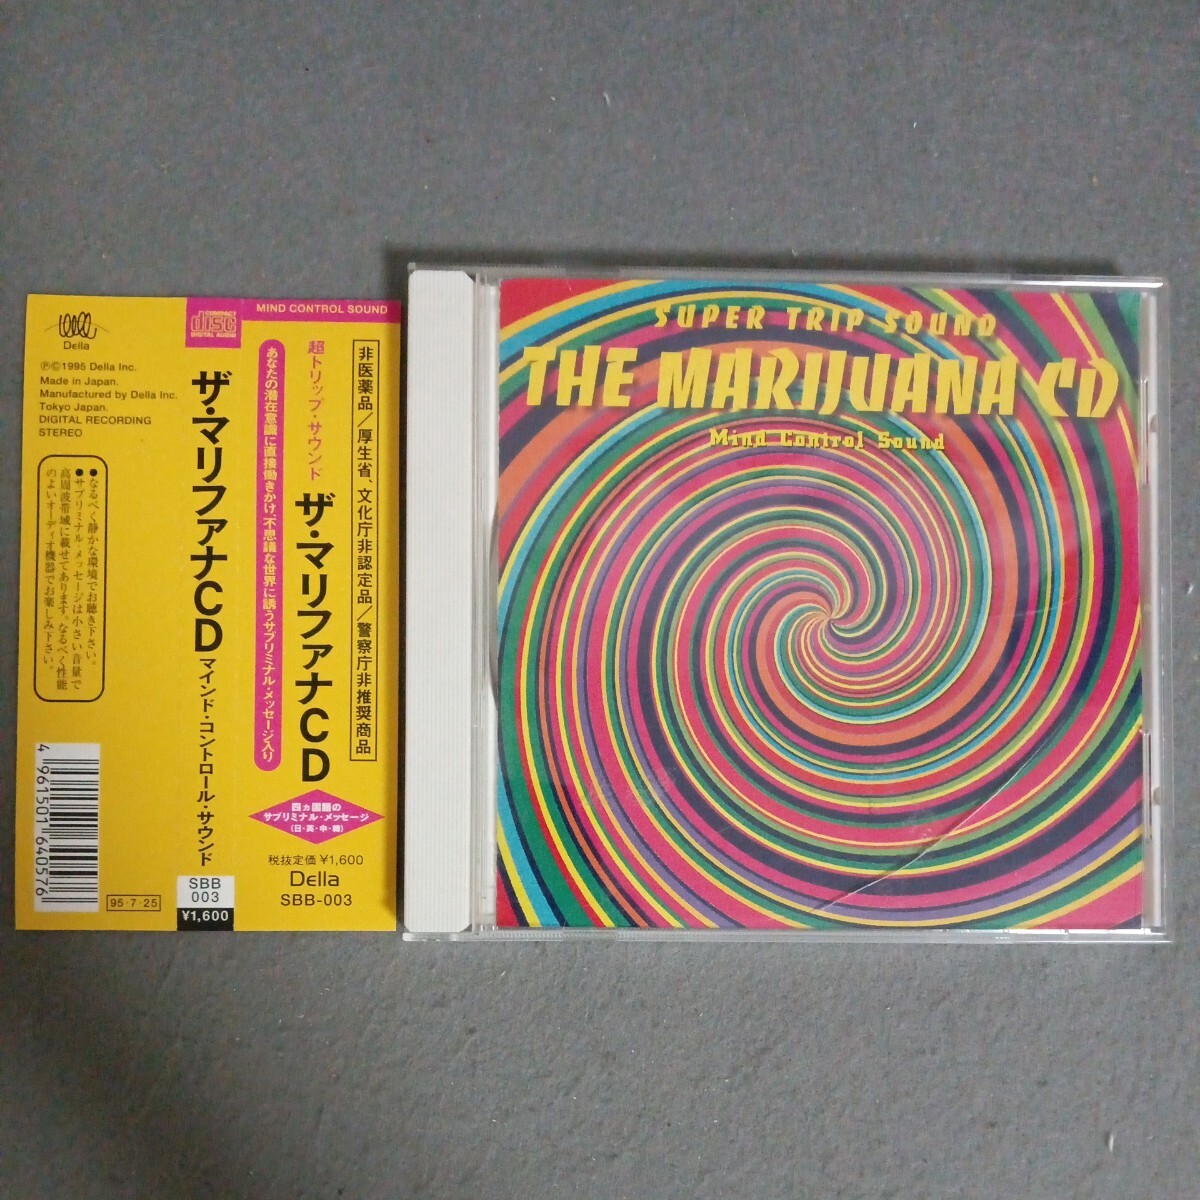 Della
Ⓟ©1995 Della Inc.
Made in Japan.
Manufactured by Della Inc.
Tokyo Japan.
DIGITAL RECORDING
STEREO
●なるべく静かな環境でお聴き下さい。
●サブリミナル・メッセージは小さい音量で
高周波帯域に載せてあります。なるべく性能
のよいオーディオ機器でお楽しみ下さい。
4961501640576
95・7・25
COMPACT
disc
DIGITAL AUDIO
ザ・マリファナCD
マインド・コントロール・サウンド
SBB
003
¥1,600
MIND CONTROL SOUND
非医薬品/厚生省、文化庁非認定品/警察庁非推奨商品
超トリップ・サウンド
ザ・マリファナCD
あなたの潜在意識に直接働きかけ、不思議な世界に誘うサブリミナル・メッセージ入り
四ヵ国語の
サブリミナル・メッセージ
(日・英・中・韓)
税抜定価¥1,600
Della
SBB-003
SUPER TRIP SOUND
THE MARIJUANA CD
Mind Control Sound